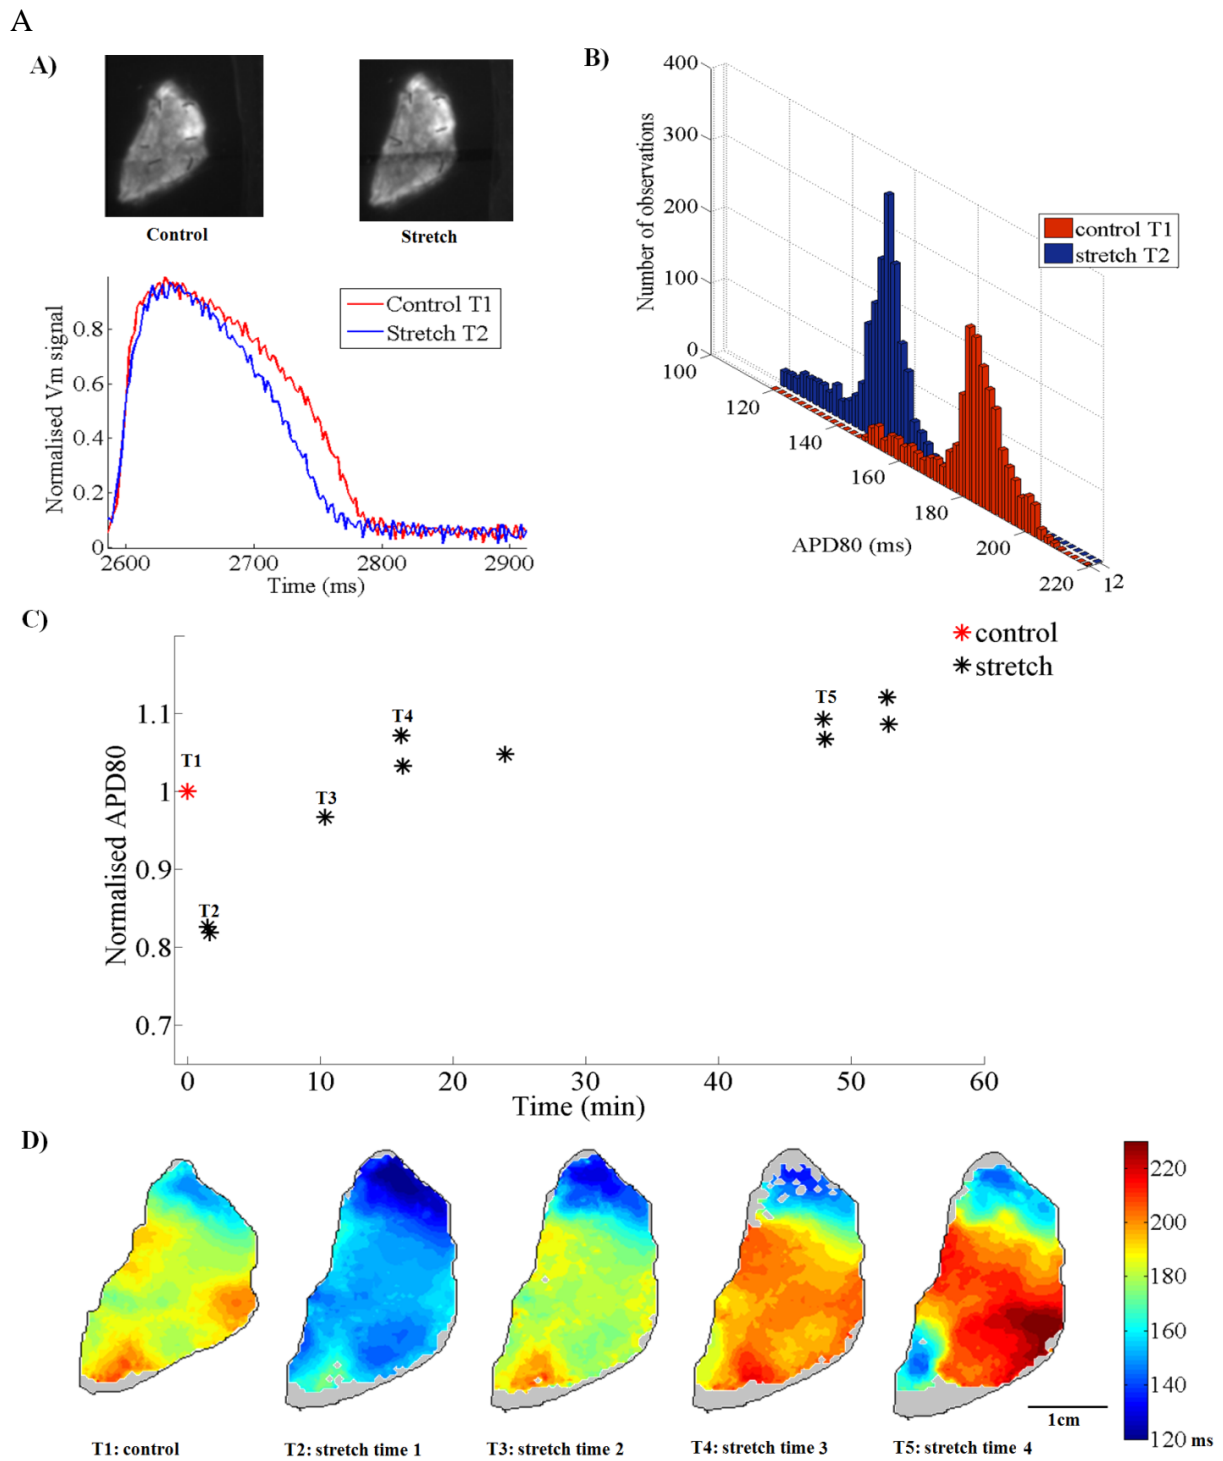 A
A)
Control
Stretch
Normalised Vm signal
0.8
0.6
0.4
0.2
0
2600
2700
2800
2900
Time (ms)
Control T1
Stretch T2
B)
Number of observations
400
300
200
100
0
100
120
140
160
180
200
220
1
2
APD80 (ms)
control T1
stretch T2
C)
control
stretch
Normalised APD80
1.1
1
0.9
0.8
0.7
T1
T2
T3
T4
T5
0
10
20
30
40
50
60
Time (min)
D)
T1: control
T2: stretch time 1
T3: stretch time 2
T4: stretch time 3
T5: stretch time 4
1cm
220
200
180
160
140
120 ms